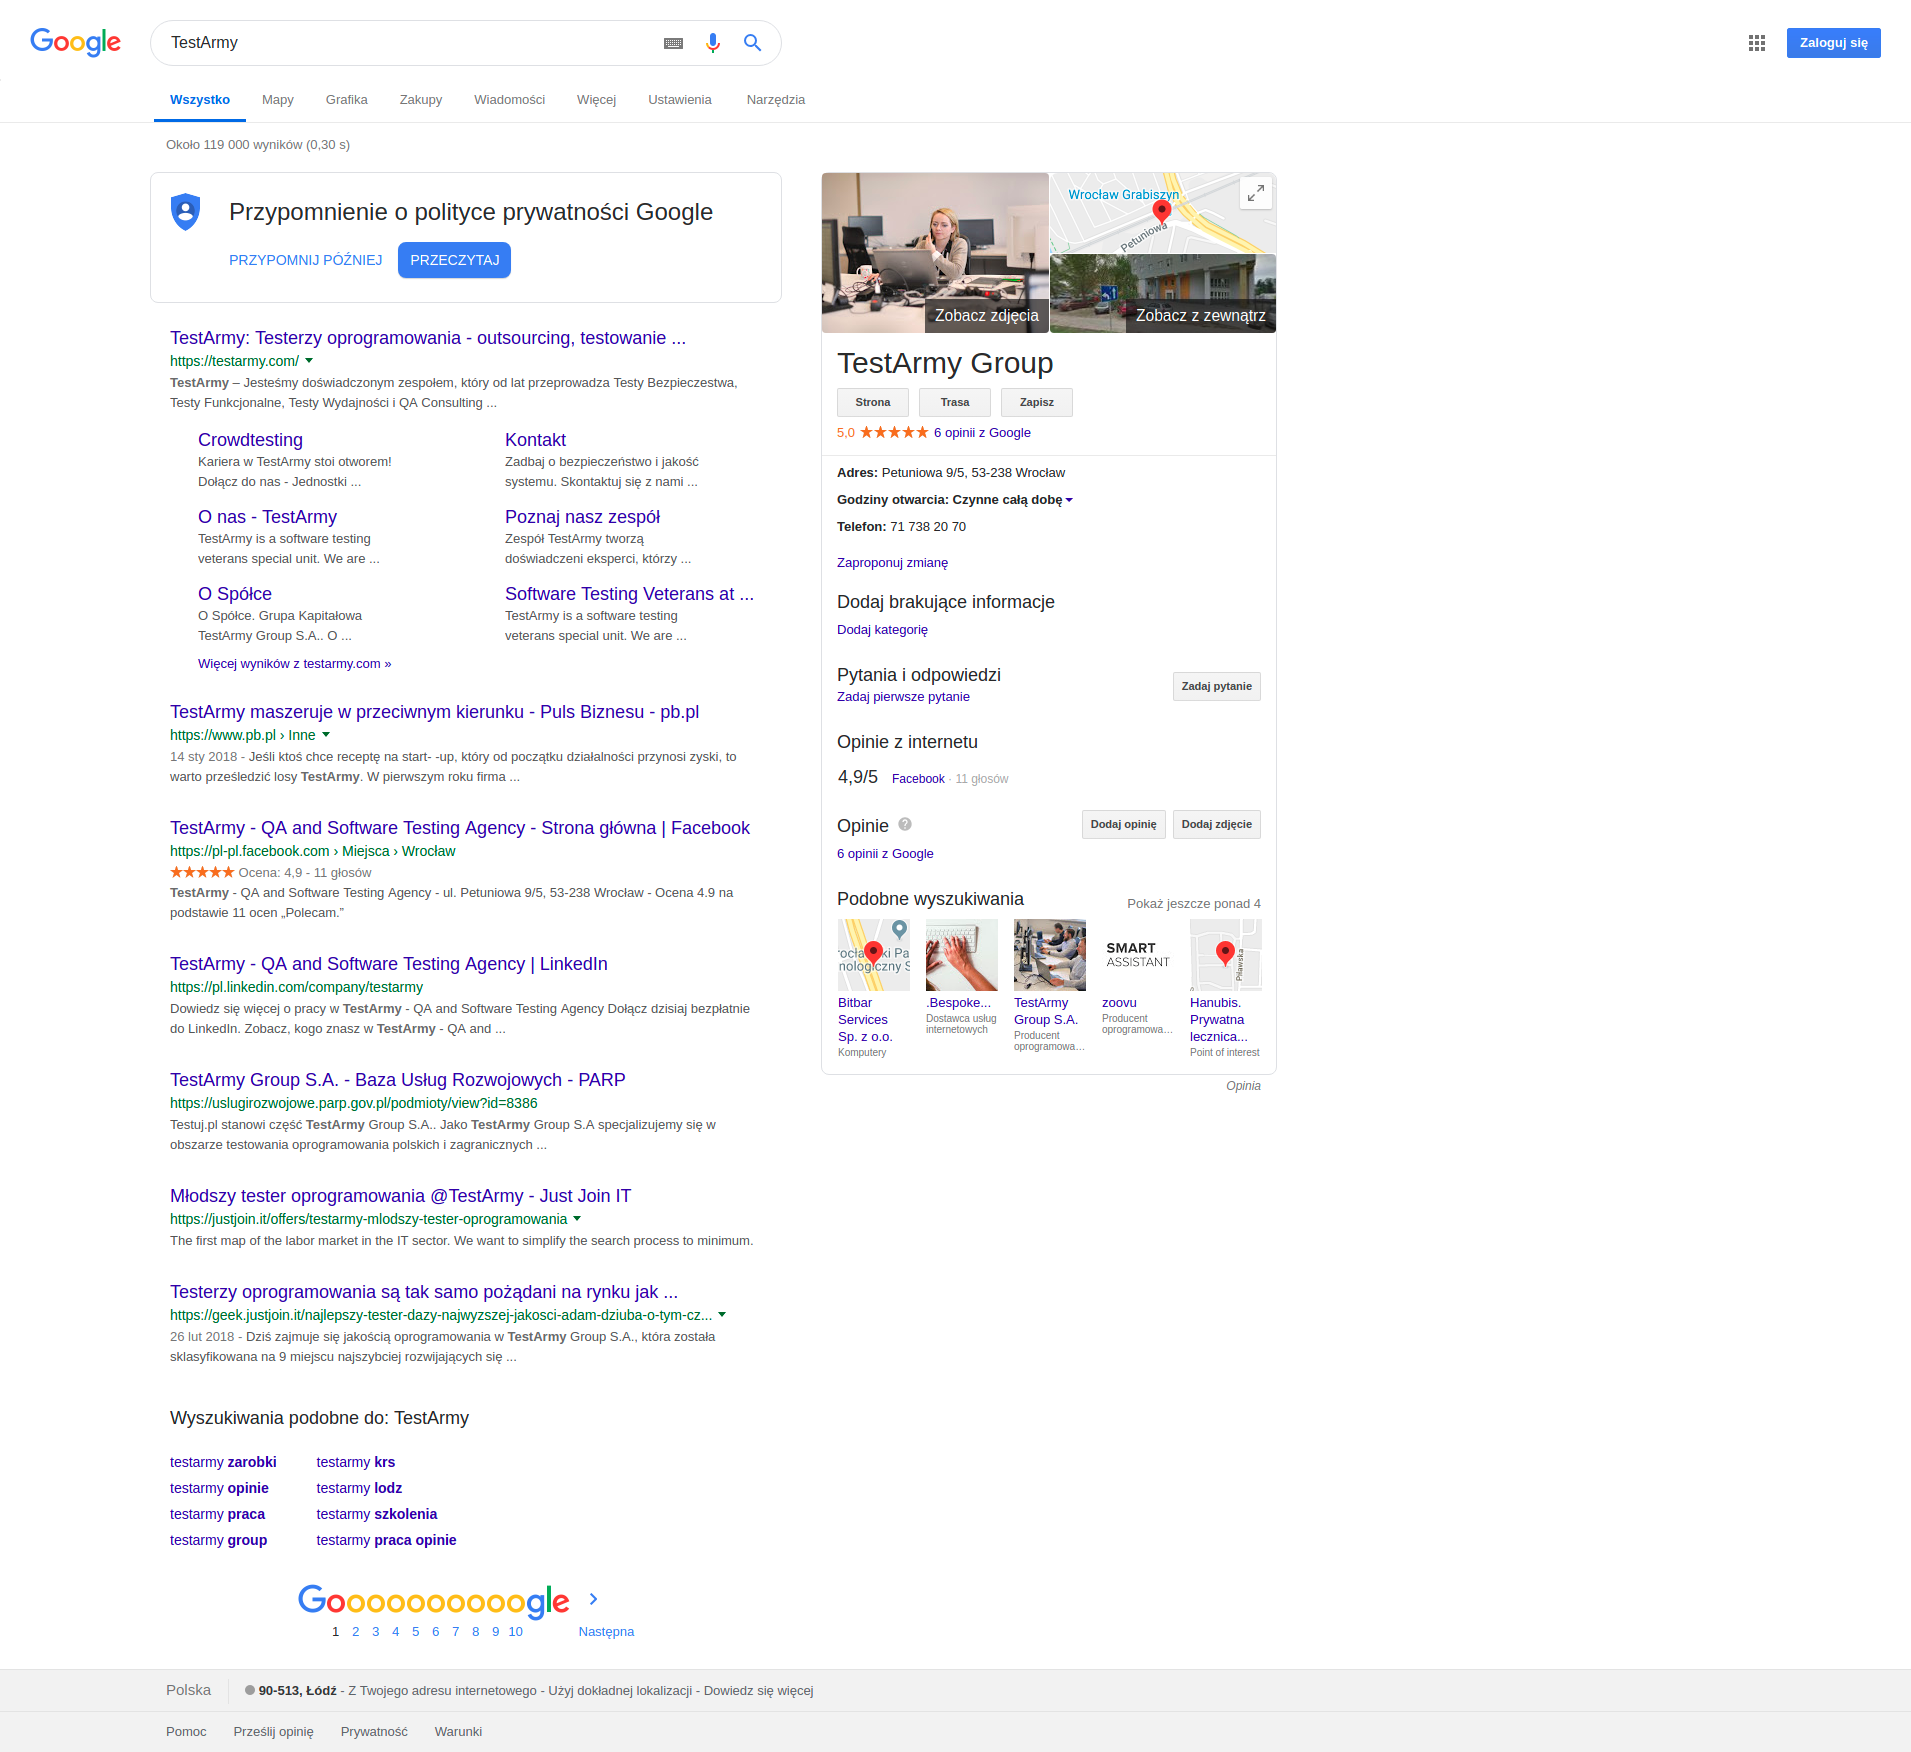 Google
TestArmy
Zaloguj się
Wszystko
Mapy
Grafika
Zakupy
Wiadomości
Więcej
Ustawienia
Narzędzia
Około 119 000 wyników (0,30 s)
Przypomnienie o polityce prywatności Google
PRZYPOMNIJ PÓŹNIEJ
PRZECZYTAJ
TestArmy: Testerzy oprogramowania - outsourcing, testowanie ...
https://testarmy.com/
TestArmy – Jesteśmy doświadczonym zespołem, który od lat przeprowadza Testy Bezpieczestwa,
Testy Funkcjonalne, Testy Wydajności i QA Consulting ...
Crowdtesting
Kariera w TestArmy stoi otworem!
Dołącz do nas - Jednostki ...
Kontakt
Zadbaj o bezpieczeństwo i jakość
systemu. Skontaktuj się z nami ...
O nas - TestArmy
TestArmy is a software testing
veterans special unit. We are ...
Poznaj nasz zespół
Zespół TestArmy tworzą
doświadczeni eksperci, którzy ...
O Spółce
O Spółce. Grupa Kapitałowa
TestArmy Group S.A.. O ...
Software Testing Veterans at ...
TestArmy is a software testing
veterans special unit. We are ...
Więcej wyników z testarmy.com »
TestArmy maszeruje w przeciwnym kierunku - Puls Biznesu - pb.pl
https://www.pb.pl › Inne
14 sty 2018 - Jeśli ktoś chce receptę na start- -up, który od początku działalności przynosi zyski, to
warto prześledzić losy TestArmy. W pierwszym roku firma ...
TestArmy - QA and Software Testing Agency - Strona główna | Facebook
https://pl-pl.facebook.com › Miejsca › Wrocław
Ocena: 4,9 - 11 głosów
TestArmy - QA and Software Testing Agency - ul. Petuniowa 9/5, 53-238 Wrocław - Ocena 4.9 na
podstawie 11 ocen „Polecam.”
TestArmy - QA and Software Testing Agency | LinkedIn
https://pl.linkedin.com/company/testarmy
Dowiedz się więcej o pracy w TestArmy - QA and Software Testing Agency Dołącz dzisiaj bezpłatnie
do LinkedIn. Zobacz, kogo znasz w TestArmy - QA and ...
TestArmy Group S.A. - Baza Usług Rozwojowych - PARP
https://uslugirozwojowe.parp.gov.pl/podmioty/view?id=8386
Testuj.pl stanowi część TestArmy Group S.A.. Jako TestArmy Group S.A specjalizujemy się w
obszarze testowania oprogramowania polskich i zagranicznych ...
Młodszy tester oprogramowania @TestArmy - Just Join IT
https://justjoin.it/offers/testarmy-mlodszy-tester-oprogramowania
The first map of the labor market in the IT sector. We want to simplify the search process to minimum.
Testerzy oprogramowania są tak samo pożądani na rynku jak ...
https://geek.justjoin.it/najlepszy-tester-dazy-najwyzszej-jakosci-adam-dziuba-o-tym-cz...
26 lut 2018 - Dziś zajmuje się jakością oprogramowania w TestArmy Group S.A., która została
sklasyfikowana na 9 miejscu najszybciej rozwijających się ...
Wyszukiwania podobne do: TestArmy
testarmy zarobki
testarmy opinie
testarmy praca
testarmy group
testarmy krs
testarmy lodz
testarmy szkolenia
testarmy praca opinie
Goooooooooogle
1 2 3 4 5 6 7 8 9 10
Następna
Wrocław Grabiszyn
Petuniowa
Zobacz zdjęcia
Zobacz z zewnątrz
TestArmy Group
Strona
Trasa
Zapisz
5,0 6 opinii z Google
Adres: Petuniowa 9/5, 53-238 Wrocław
Godziny otwarcia: Czynne całą dobę
Telefon: 71 738 20 70
Zaproponuj zmianę
Dodaj brakujące informacje
Dodaj kategorię
Pytania i odpowiedzi
Zadaj pierwsze pytanie
Zadaj pytanie
Opinie z internetu
4,9/5 Facebook · 11 głosów
Opinie
Dodaj opinię
Dodaj zdjęcie
6 opinii z Google
Podobne wyszukiwania
Pokaż jeszcze ponad 4
SMART
ASSISTANT
Piławska
Bitbar
Services
Sp. z o.o.
Komputery
.Bespoke...
Dostawca usług
internetowych
TestArmy
Group S.A.
Producent
oprogramowa...
zoovu
Producent
oprogramowa...
Hanubis.
Prywatna
lecznica...
Point of interest
Opinia
Polska
90-513, Łódź - Z Twojego adresu internetowego - Użyj dokładnej lokalizacji - Dowiedz się więcej
Pomoc
Prześlij opinię
Prywatność
Warunki